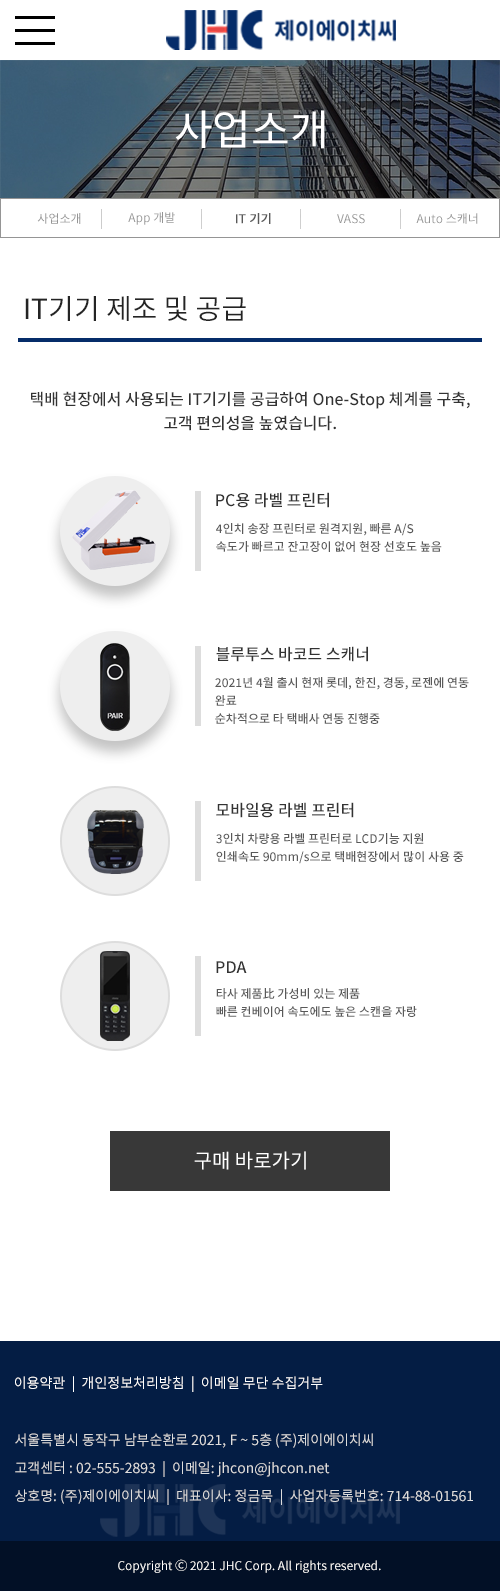 JHC 제이에이치씨
사업소개
사업소개 App 개발 IT 기기 VASS Auto 스캐너
IT기기 제조 및 공급
택배 현장에서 사용되는 IT기기를 공급하여 One-Stop 체계를 구축,
고객 편의성을 높였습니다.
PC용 라벨 프린터
4인치 송장 프린터로 원격지원, 빠른 A/S
속도가 빠르고 잔고장이 없어 현장 선호도 높음
블루투스 바코드 스캐너
2021년 4월 출시 현재 롯데, 한진, 경동, 로젠에 연동
완료
순차적으로 타 택배사 연동 진행중
PAIR
모바일용 라벨 프린터
3인치 차량용 라벨 프린터로 LCD기능 지원
인쇄속도 90mm/s으로 택배현장에서 많이 사용 중
PDA
타사 제품比 가성비 있는 제품
빠른 컨베이어 속도에도 높은 스캔을 자랑
구매 바로가기
이용약관 | 개인정보처리방침 | 이메일 무단 수집거부
서울특별시 동작구 남부순환로 2021, F ~ 5층 (주)제이에이치씨
고객센터 : 02-555-2893 | 이메일: jhcon@jhcon.net
상호명: (주)제이에이치씨 | 대표이사: 정금묵 | 사업자등록번호: 714-88-01561
JHC 제이에이치씨
Copyright ⓒ 2021 JHC Corp. All rights reserved.